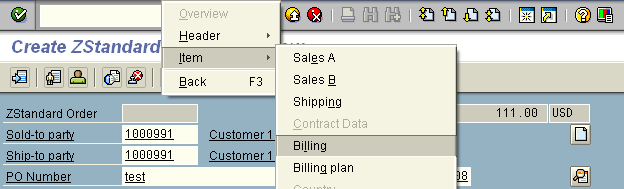 Overview
Header
Item
Back F3
Create ZStandard
Sales A
Sales B
Shipping
Contract Data
Billing
Billing plan
ZStandard Order 111.00 USD
Sold-to party 1000991 Customer 1
Ship-to party 1000991 Customer 1
PO Number test 08